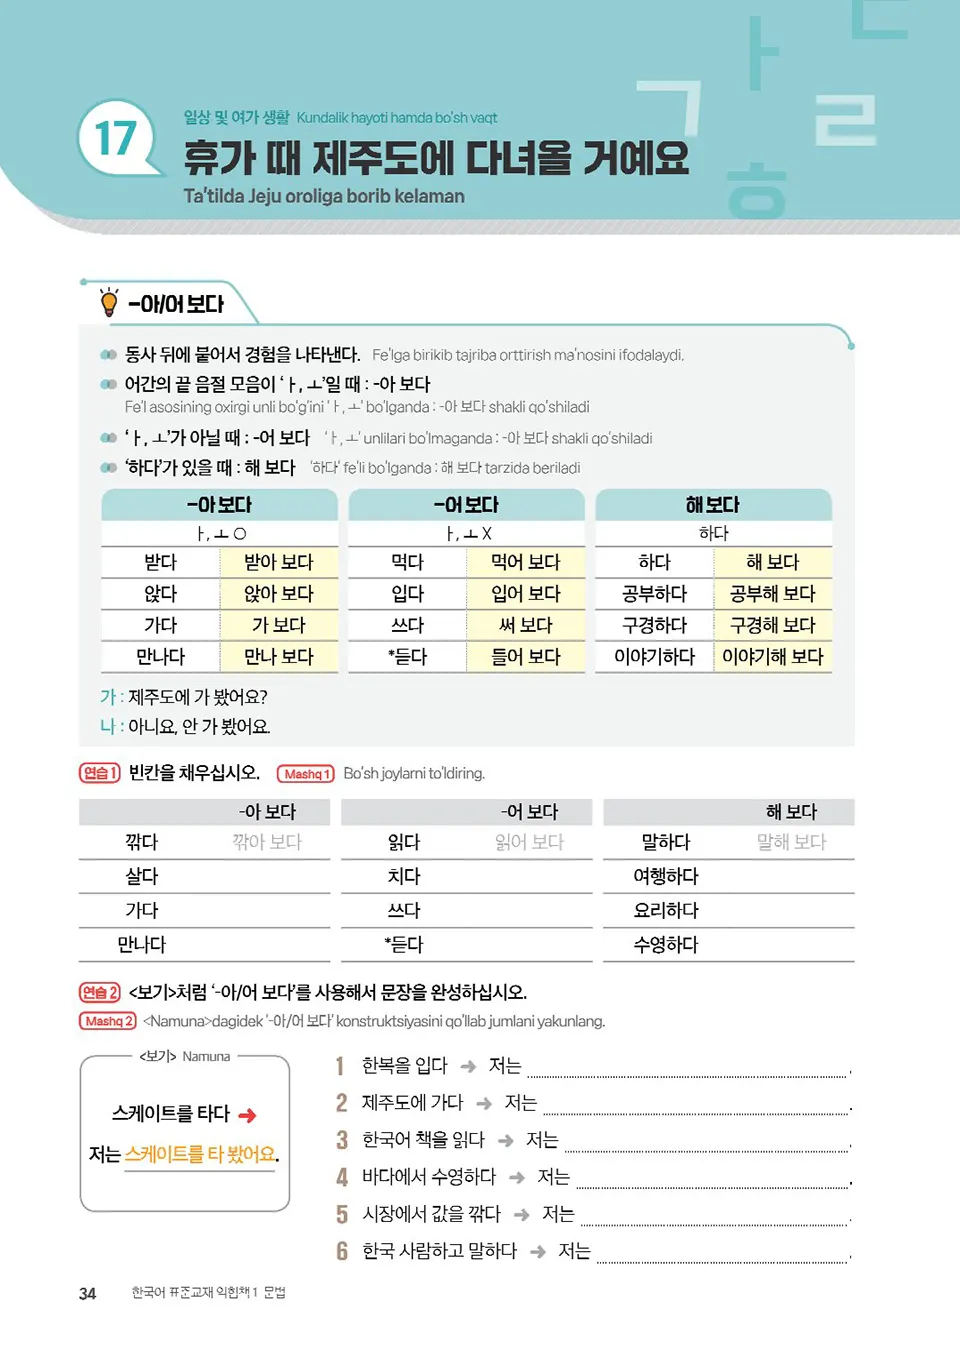 17
일상 및 여가 생활 Kundalik hayoti hamda bo'sh vaqt
휴가 때 제주도에 다녀올 거예요
Ta'tilda Jeju oroliga borib kelaman
ㄱ ㅏ ㄷ ㄹ ㅎ
-아/어 보다
동사 뒤에 붙어서 경험을 나타낸다. Fe'lga birikib tajriba orttirish ma'nosini ifodalaydi.
어간의 끝 음절 모음이 'ㅏ, ㅗ'일 때 : -아 보다
Fe'l asosining oxirgi unli bo'g'ini 'ㅏ, ㅗ' bo'lganda : -아 보다 shakli qo'shiladi
'ㅏ, ㅗ'가 아닐 때 : -어 보다 'ㅏ, ㅗ' unlilari bo'lmaganda : -아 보다 shakli qo'shiladi
'하다'가 있을 때 : 해 보다 '하다' fe'li bo'lganda : 해 보다 tarzida beriladi
-아 보다 -어 보다 해 보다
ㅏ, ㅗ O ㅏ, ㅗ X 하다
받다 받아 보다 먹다 먹어 보다 하다 해 보다
앉다 앉아 보다 입다 입어 보다 공부하다 공부해 보다
가다 가 보다 쓰다 써 보다 구경하다 구경해 보다
만나다 만나 보다 *듣다 들어 보다 이야기하다 이야기해 보다
가 : 제주도에 가 봤어요?
나 : 아니요, 안 가 봤어요.
연습 1 빈칸을 채우십시오. Mashq 1 Bo'sh joylarni to'ldiring.
-아 보다 -어 보다 해 보다
깎다 깎아 보다 읽다 읽어 보다 말하다 말해 보다
살다 치다 여행하다
가다 쓰다 요리하다
만나다 *듣다 수영하다
연습 2 <보기>처럼 '-아/어 보다'를 사용해서 문장을 완성하십시오.
Mashq 2 <Namuna>dagidek '-아/어 보다' konstruktsiyasini qo'llab jumlani yakunlang.
<보기> Namuna
스케이트를 타다 ➔
저는 스케이트를 타 봤어요.
1 한복을 입다 ➔ 저는 .
2 제주도에 가다 ➔ 저는 .
3 한국어 책을 읽다 ➔ 저는 .
4 바다에서 수영하다 ➔ 저는 .
5 시장에서 값을 깎다 ➔ 저는 .
6 한국 사람하고 말하다 ➔ 저는 .
34 한국어 표준교재 익힘책 1 문법